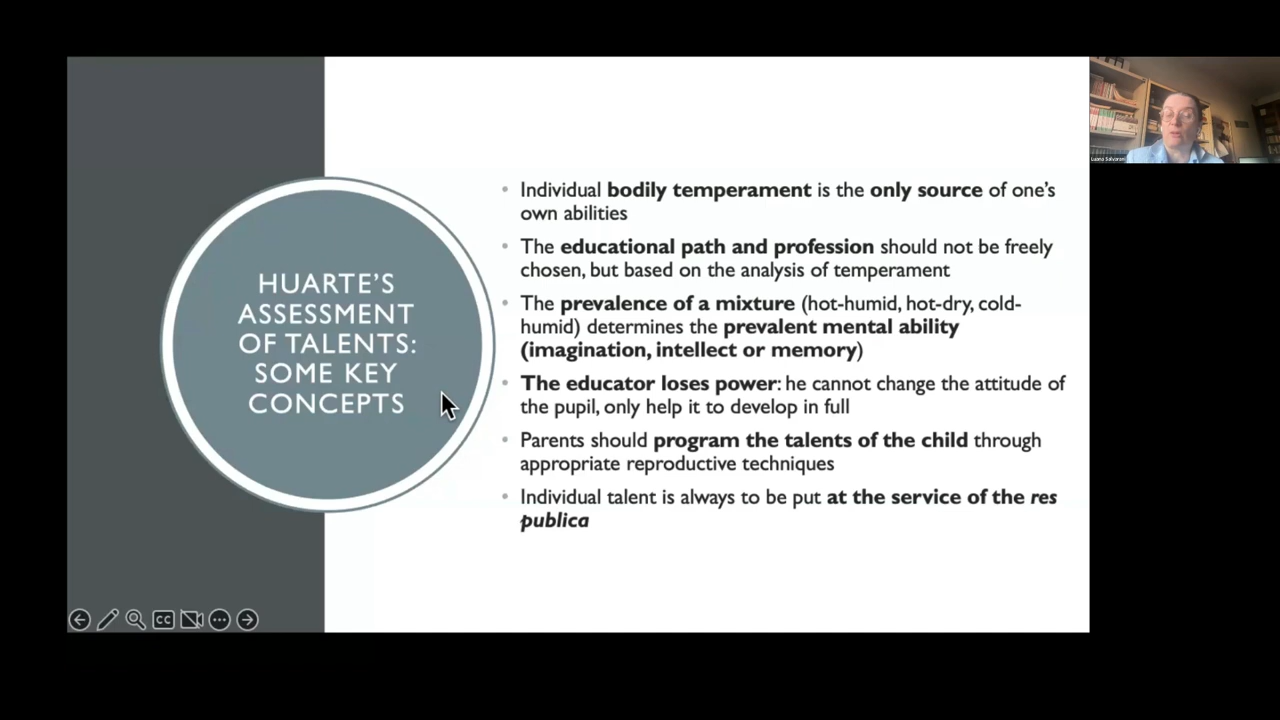 HUARTE’S
ASSESSMENT
OF TALENTS:
SOME KEY
CONCEPTS
• Individual bodily temperament is the only source of one’s
own abilities
• The educational path and profession should not be freely
chosen, but based on the analysis of temperament
• The prevalence of a mixture (hot-humid, hot-dry, cold-
humid) determines the prevalent mental ability
(imagination, intellect or memory)
• The educator loses power: he cannot change the attitude of
the pupil, only help it to develop in full
• Parents should program the talents of the child through
appropriate reproductive techniques
• Individual talent is always to be put at the service of the res
publica
CC
Luana Salvarani